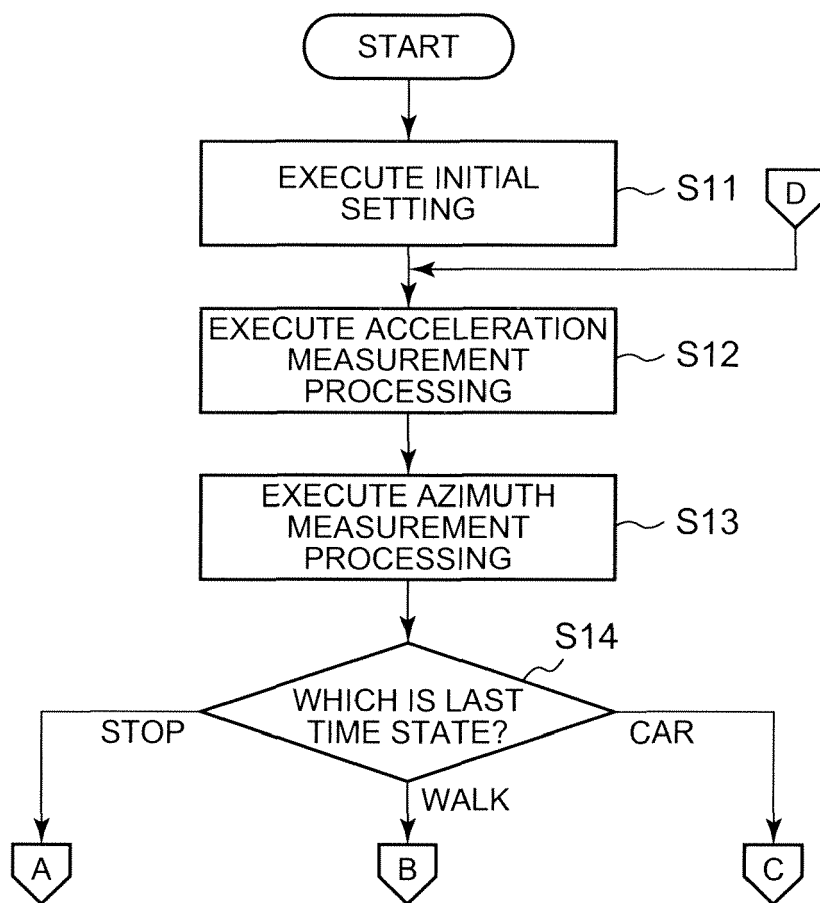 START
EXECUTE INITIAL
SETTING
S11
D
EXECUTE ACCELERATION
MEASUREMENT
PROCESSING
S12
EXECUTE AZIMUTH
MEASUREMENT
PROCESSING
S13
S14
WHICH IS LAST
TIME STATE?
STOP
CAR
WALK
A
B
C